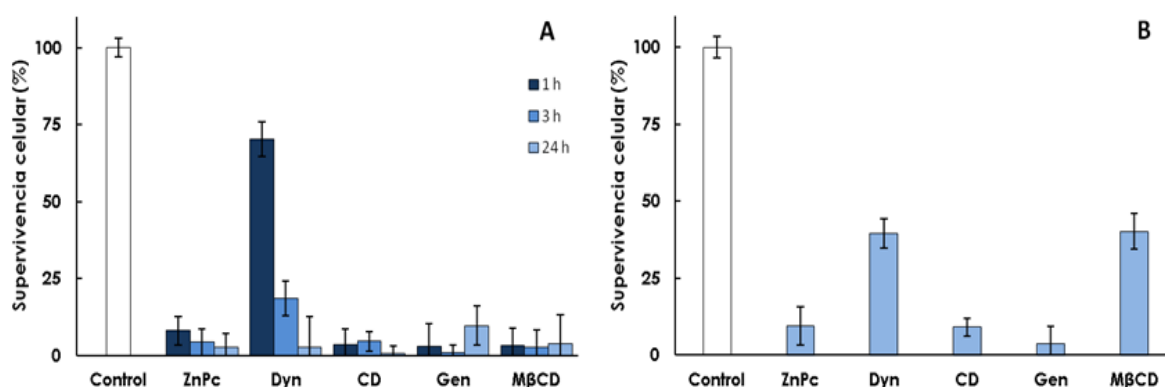 A
Supervivencia celular (%)
100
75
50
25
0
1 h
3 h
24 h
Control ZnPc Dyn CD Gen MβCD
B
Supervivencia celular (%)
100
75
50
25
0
Control ZnPc Dyn CD Gen MβCD